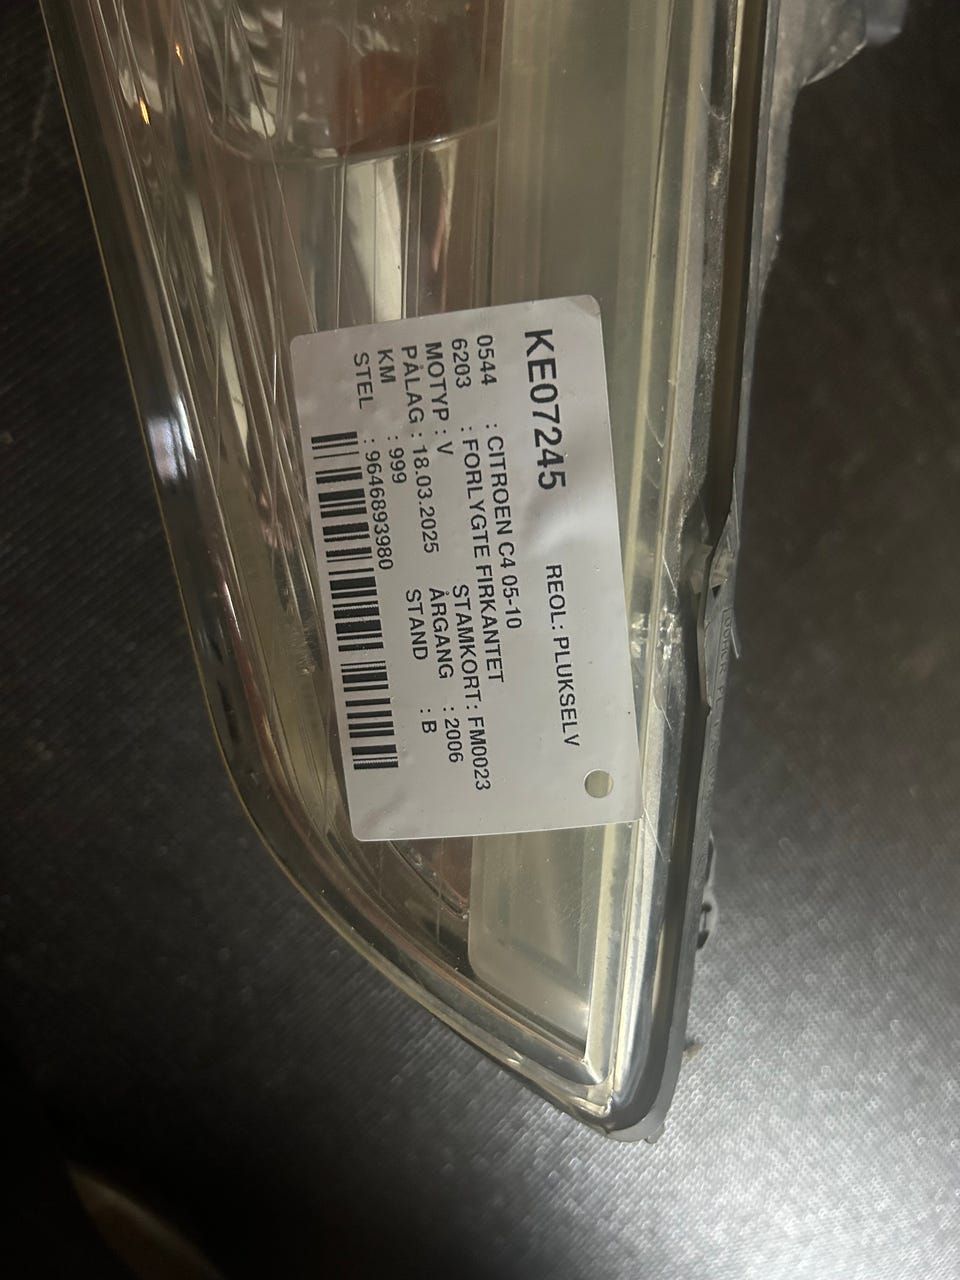 KE07245 REOL: PLUKSELV
0544 : CITROEN C4 05-10
6203 : FORLYGTE FIRKANTET
MOTYP : V STAMKORT : FM0023
PÅLAG : 18.03.2025 ÅRGANG : 2006
KM : 999 STAND : B
STEL : 9646893980